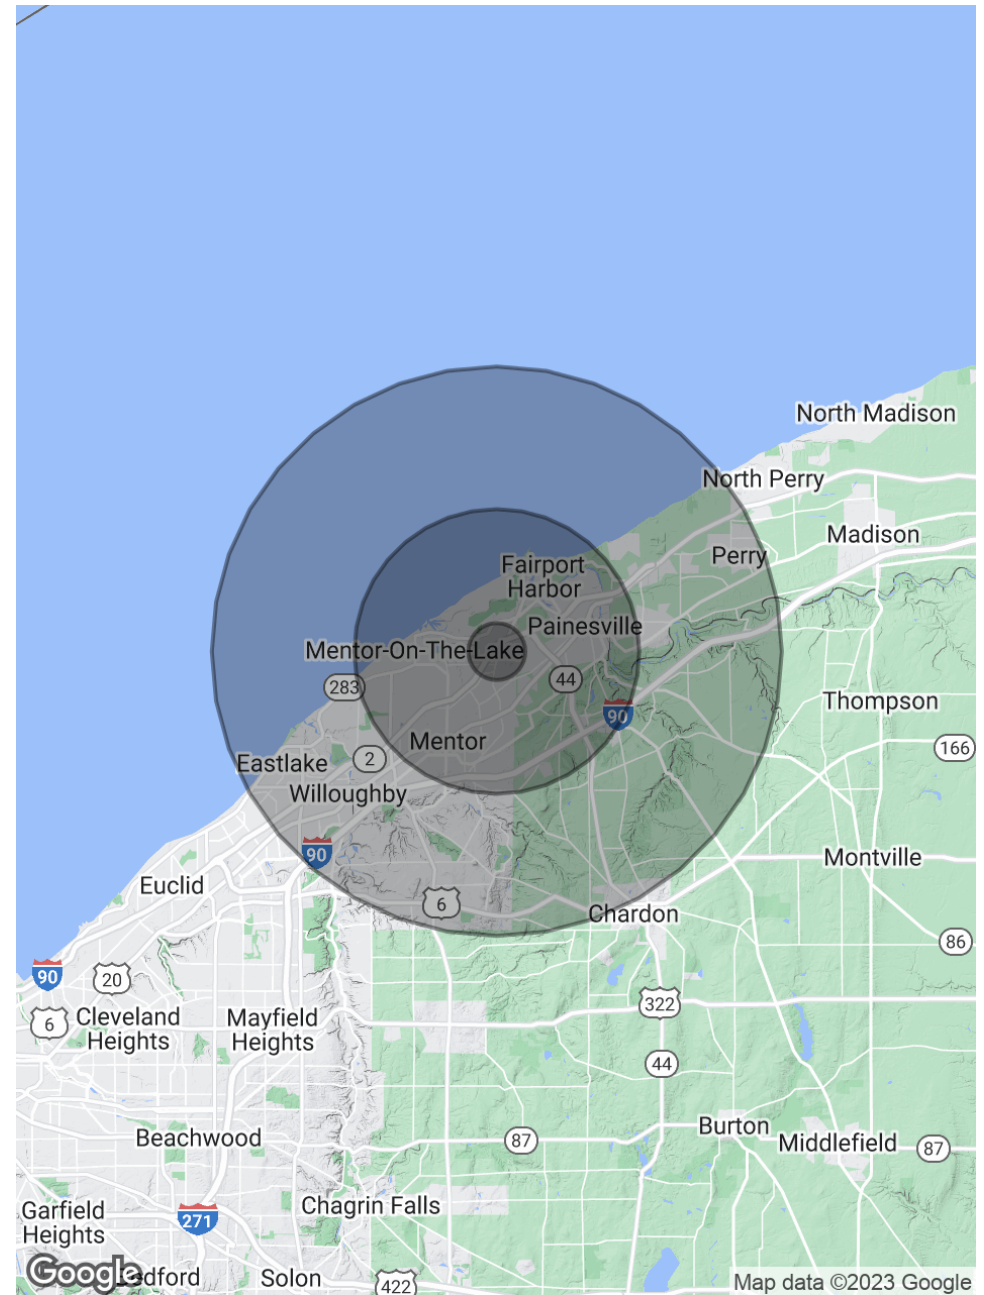 North Madison
North Perry
Madison
Perry
Fairport
Harbor
Painesville
Mentor-On-The-Lake
44
283
90
Thompson
Mentor
166
2
Eastlake
Willoughby
90
Montville
Euclid
6
Chardon
86
90
20
322
6
Cleveland
Heights
Mayfield
Heights
44
Burton
Beachwood
87
Middlefield
87
Chagrin Falls
Garfield
Heights
271
Google
Bedford
Solon
422
Map data ©2023 Google